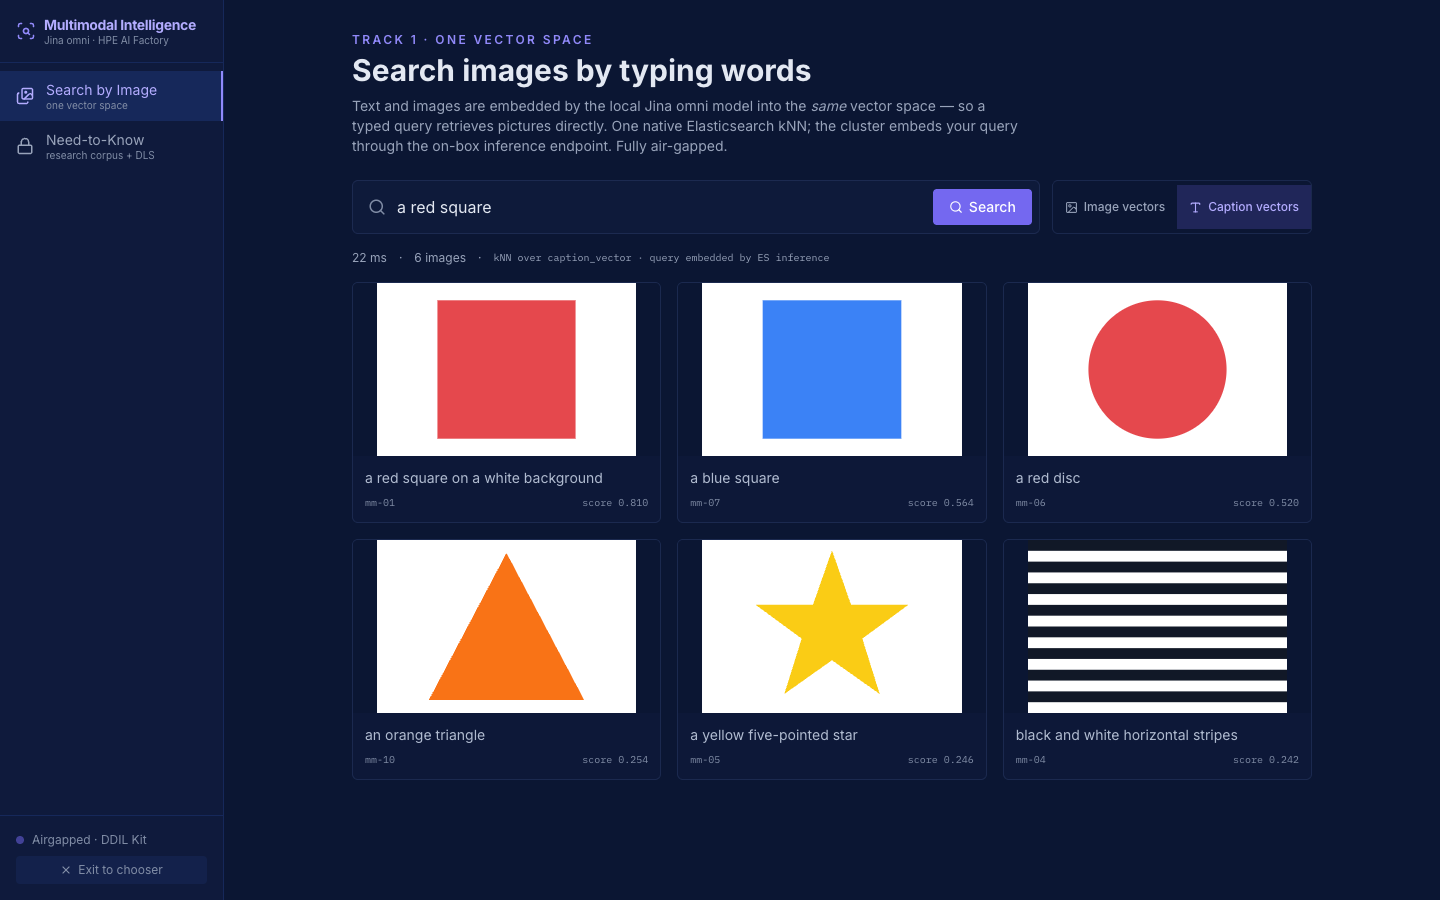 Multimodal Intelligence
Jina omni · HPE AI Factory
Search by Image
one vector space
Need-to-Know
research corpus + DLS
Airgapped · DDIL Kit
Exit to chooser
TRACK 1 · ONE VECTOR SPACE
Search images by typing words
Text and images are embedded by the local Jina omni model into the same vector space — so a
typed query retrieves pictures directly. One native Elasticsearch kNN; the cluster embeds your query
through the on-box inference endpoint. Fully air-gapped.
a red square
Search
Image vectors
Caption vectors
22 ms · 6 images · kNN over caption_vector · query embedded by ES inference
a red square on a white background
mm-01 score 0.810
a blue square
mm-07 score 0.564
a red disc
mm-06 score 0.520
an orange triangle
mm-10 score 0.254
a yellow five-pointed star
mm-05 score 0.246
black and white horizontal stripes
mm-04 score 0.242